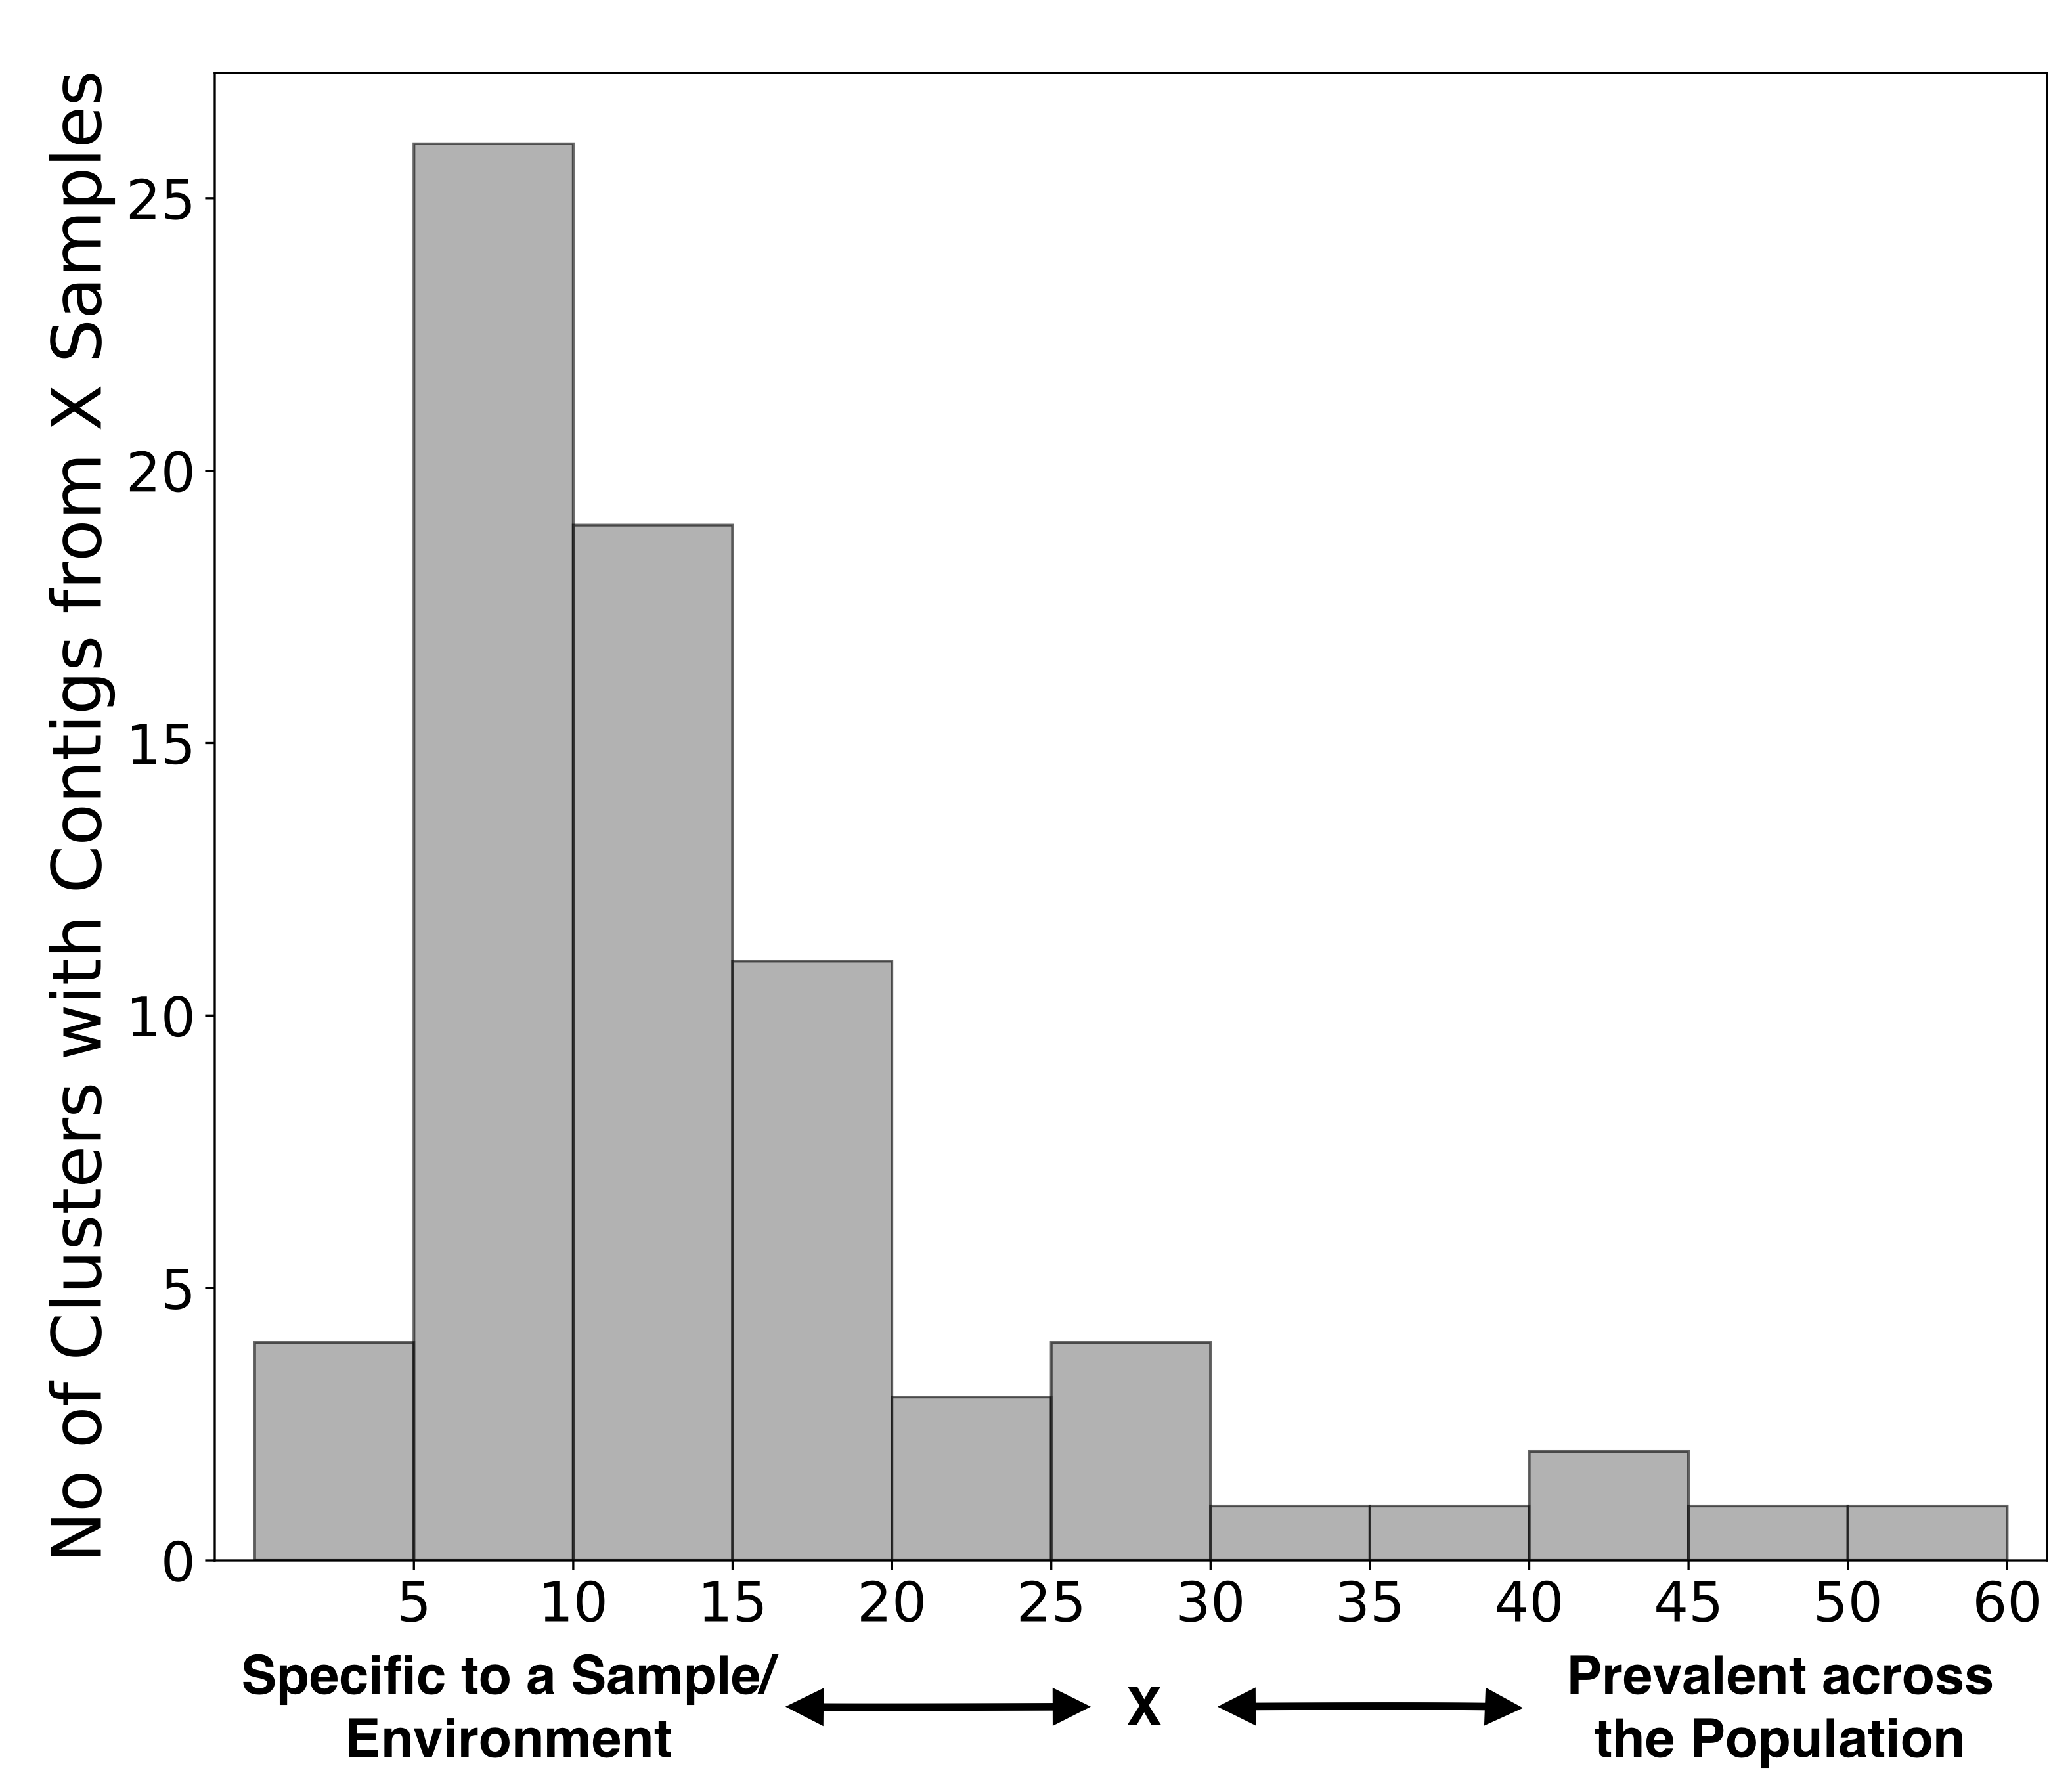 No of Clusters with Contigs from X Samples
25
20
15
10
5
0
5 10 15 20 25 30 35 40 45 50 60
Specific to a Sample/
Environment
X
Prevalent across
the Population